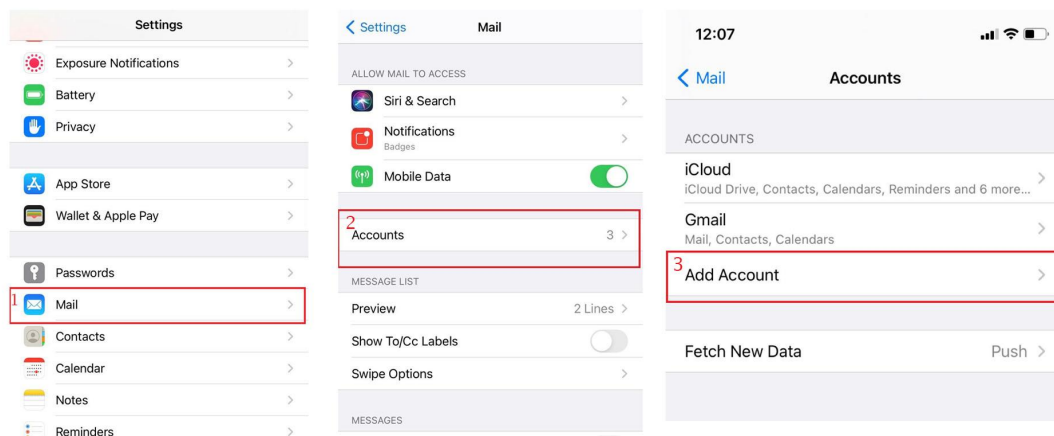 Settings
Exposure Notifications
Battery
Privacy
App Store
Wallet & Apple Pay
Passwords
1
Mail
Contacts
Calendar
Notes
Reminders
Settings
Mail
ALLOW MAIL TO ACCESS
Siri & Search
Notifications
Badges
Mobile Data
2
Accounts 3
MESSAGE LIST
Preview 2 Lines
Show To/Cc Labels
Swipe Options
MESSAGES
12:07
Mail
Accounts
ACCOUNTS
iCloud
iCloud Drive, Contacts, Calendars, Reminders and 6 more...
Gmail
Mail, Contacts, Calendars
3
Add Account
Fetch New Data Push